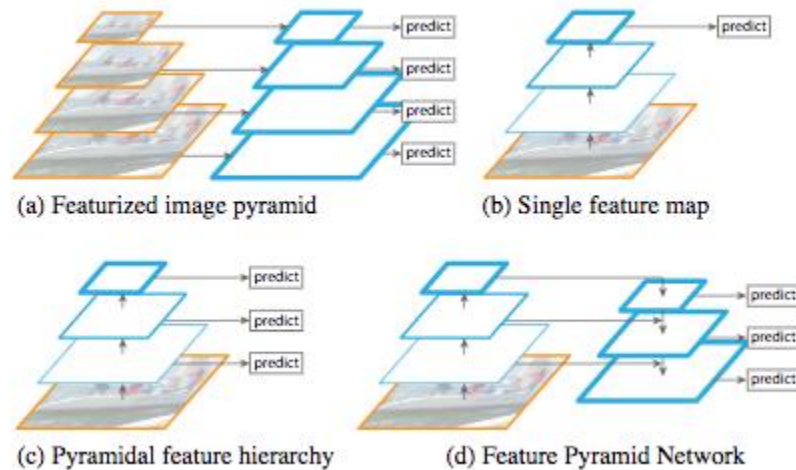 predict
predict
predict
predict
predict
(a) Featurized image pyramid
(b) Single feature map
predict
predict
predict
predict
predict
predict
(c) Pyramidal feature hierarchy
(d) Feature Pyramid Network